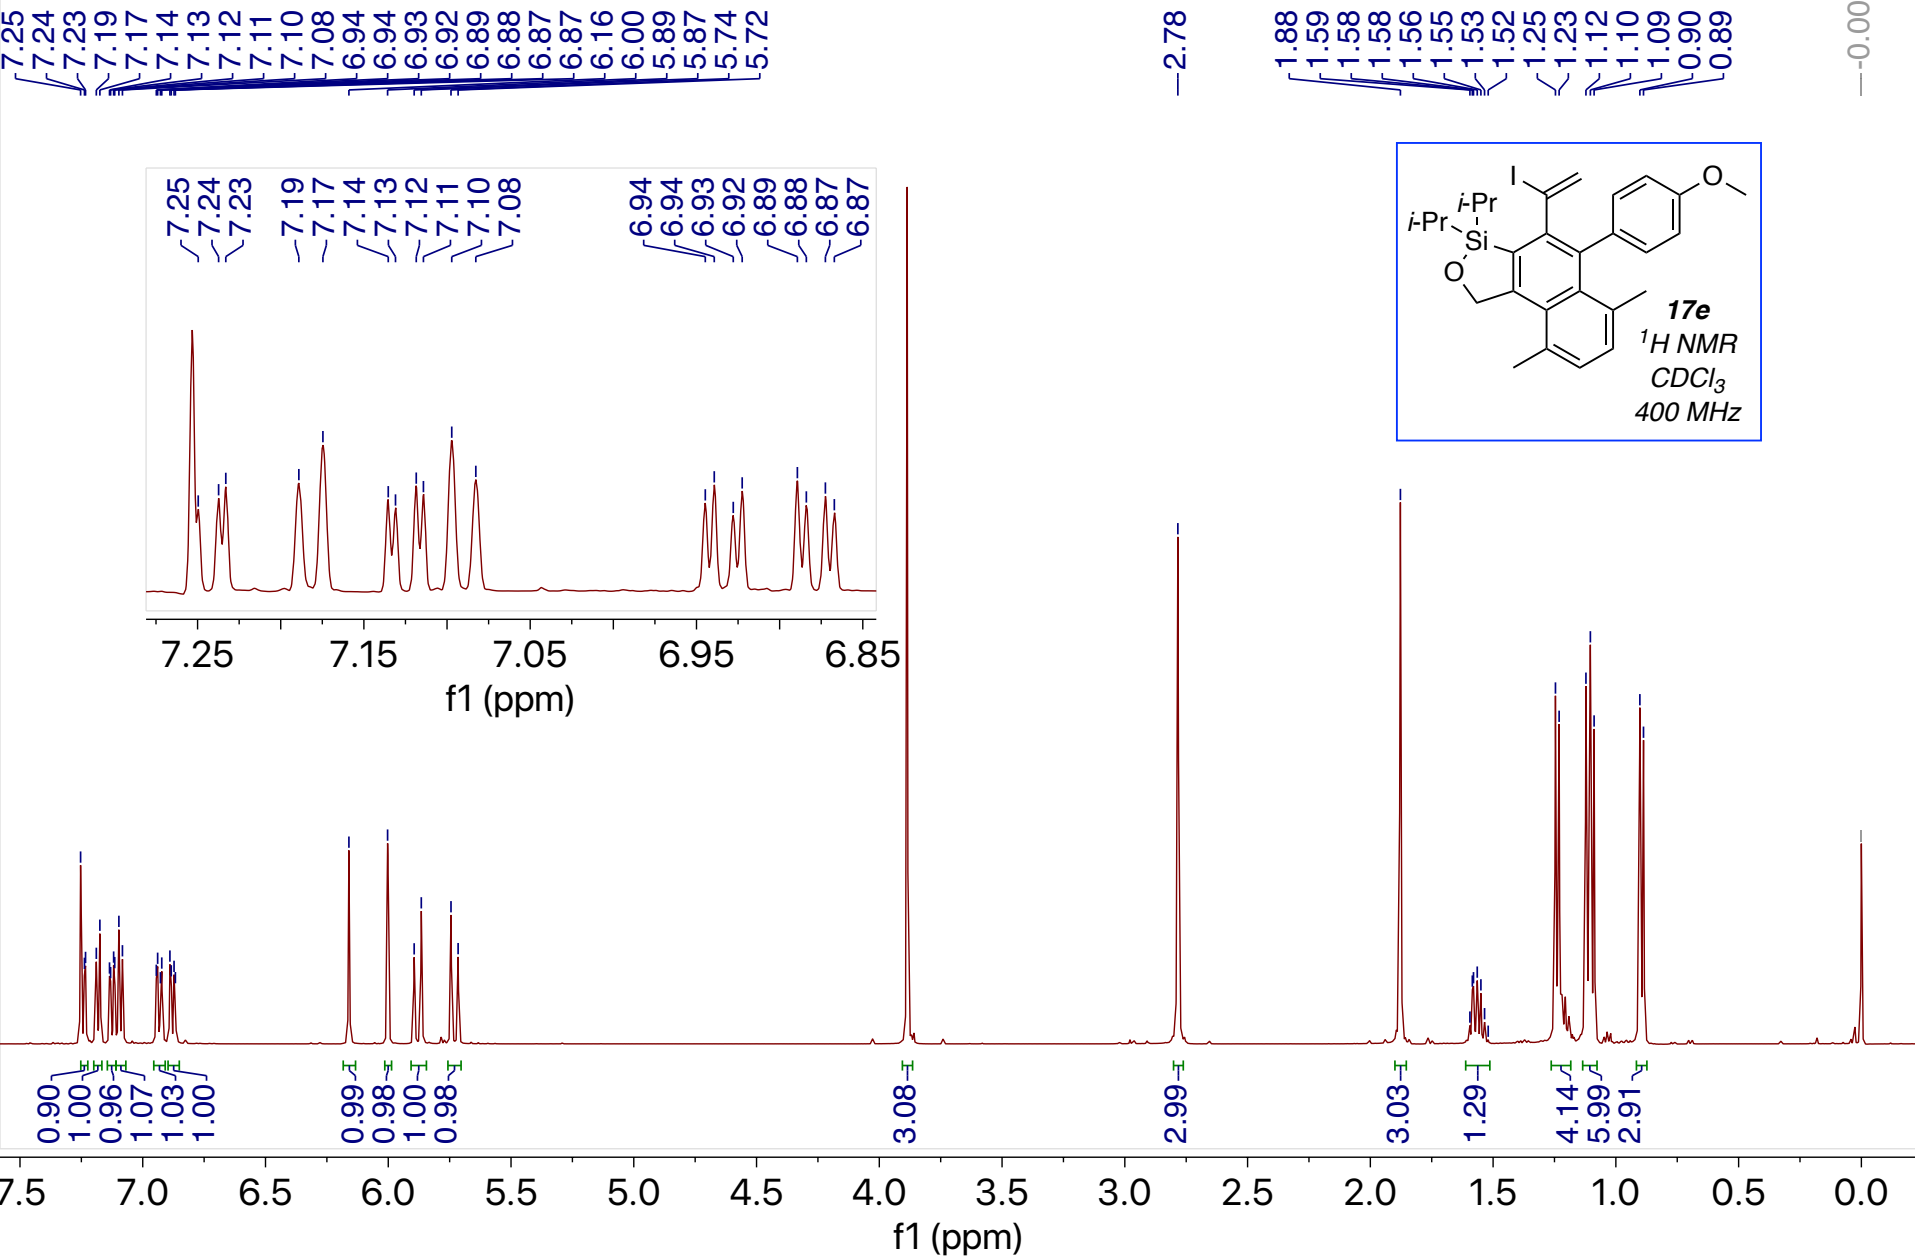 7.25 7.24 7.23 7.19 7.17 7.14 7.13 7.12 7.11 7.10 7.08 6.94 6.94 6.93 6.92 6.89 6.88 6.87 6.87 6.16 6.00 5.89 5.87 5.74 5.72 2.78 1.88 1.59 1.58 1.58 1.56 1.55 1.53 1.52 1.25 1.23 1.12 1.10 1.09 0.90 0.89 -0.00
7.25 7.24 7.23 7.19 7.17 7.14 7.13 7.12 7.11 7.10 7.08 6.94 6.94 6.93 6.92 6.89 6.88 6.87 6.87
7.25 7.15 7.05 6.95 6.85
f1 (ppm)
I
O
i-Pr
i-Pr
Si
O
17e
1H NMR
CDCl3
400 MHz
0.90 1.00 0.96 1.07 1.03 1.00 0.99 0.98 1.00 0.98 3.08 2.99 3.03 1.29 4.14 5.99 2.91
7.5 7.0 6.5 6.0 5.5 5.0 4.5 4.0 3.5 3.0 2.5 2.0 1.5 1.0 0.5 0.0
f1 (ppm)